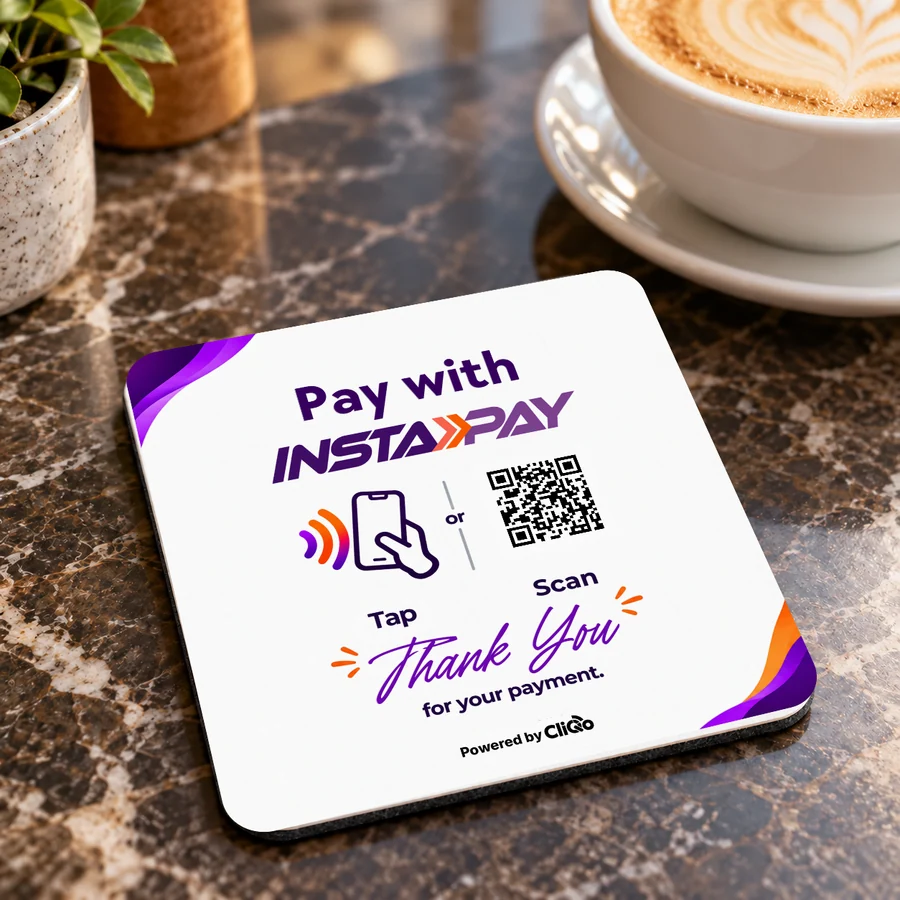 Pay with
INSTAPAY
or
Tap
Scan
Thank You
for your payment.
Powered by CliQo